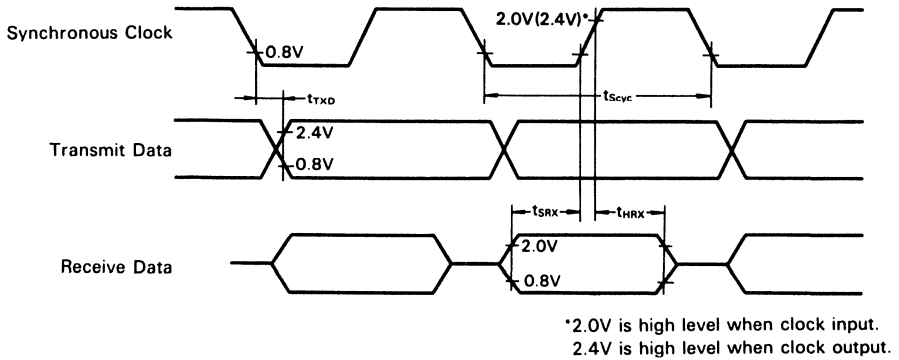 Synchronous Clock
0.8V
2.0V(2.4V)*
tScyc
tTXD
Transmit Data
2.4V
0.8V
tSRX
tHRX
Receive Data
2.0V
0.8V
*2.0V is high level when clock input.
2.4V is high level when clock output.